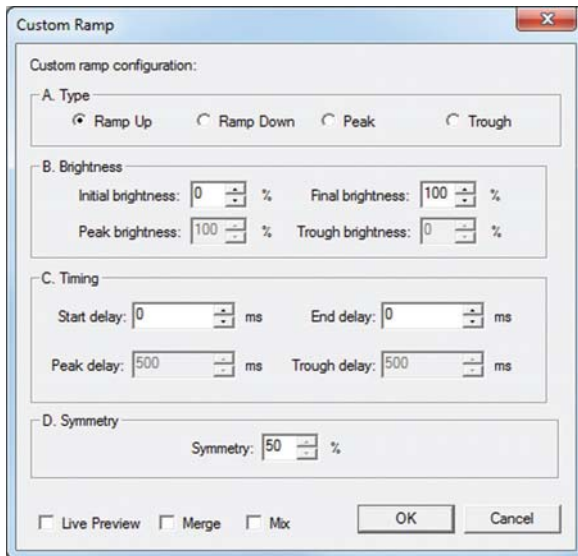 Custom Ramp
Custom ramp configuration:
A. Type
Ramp Up Ramp Down Peak Trough
B. Brightness
Initial brightness: 0 % Final brightness: 100 %
Peak brightness: 100 % Trough brightness: 0 %
C. Timing
Start delay: 0 ms End delay: 0 ms
Peak delay: 500 ms Trough delay: 500 ms
D. Symmetry
Symmetry: 50 %
Live Preview Merge Mix OK Cancel